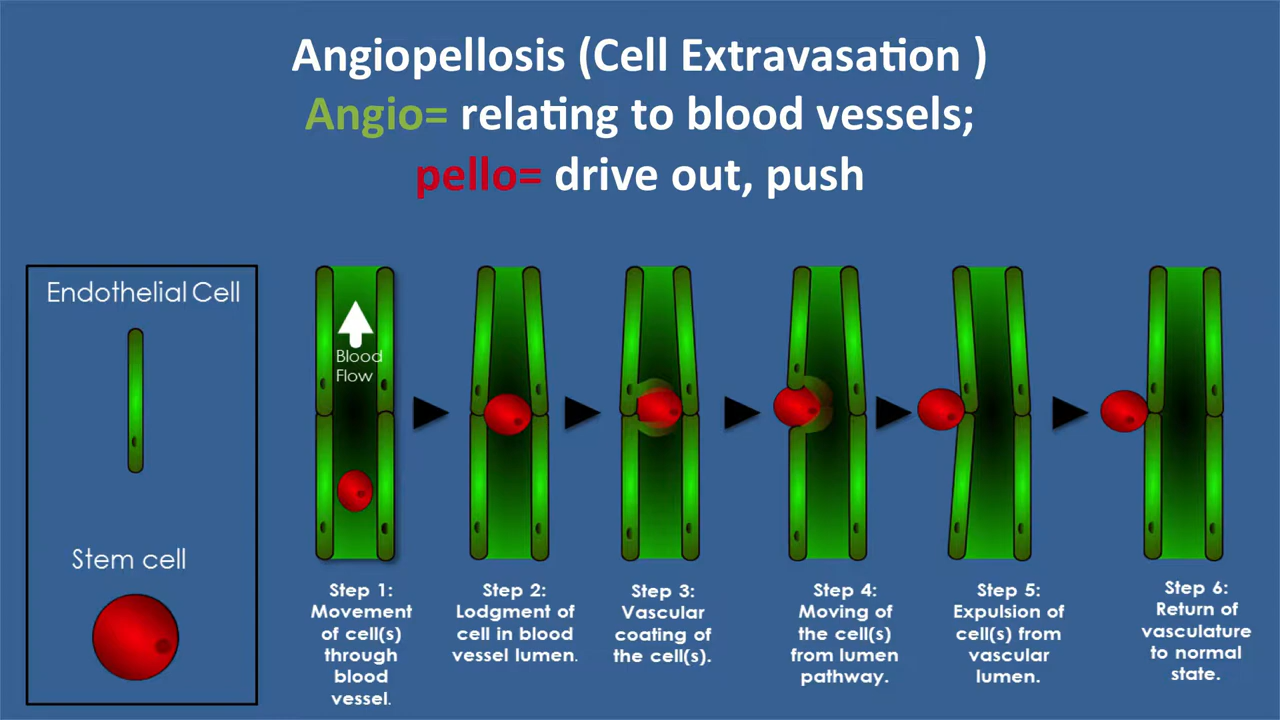 Angiopellosis (Cell Extravasation )
Angio= relating to blood vessels;
pello= drive out, push
Endothelial Cell
Stem cell
Blood
Flow
Step 1:
Movement
of cell(s)
through
blood
vessel.
Step 2:
Lodgment of
cell in blood
vessel lumen.
Step 3:
Vascular
coating of
the cell(s).
Step 4:
Moving of
the cell(s)
from lumen
pathway.
Step 5:
Expulsion of
cell(s) from
vascular
lumen.
Step 6:
Return of
vasculature
to normal
state.